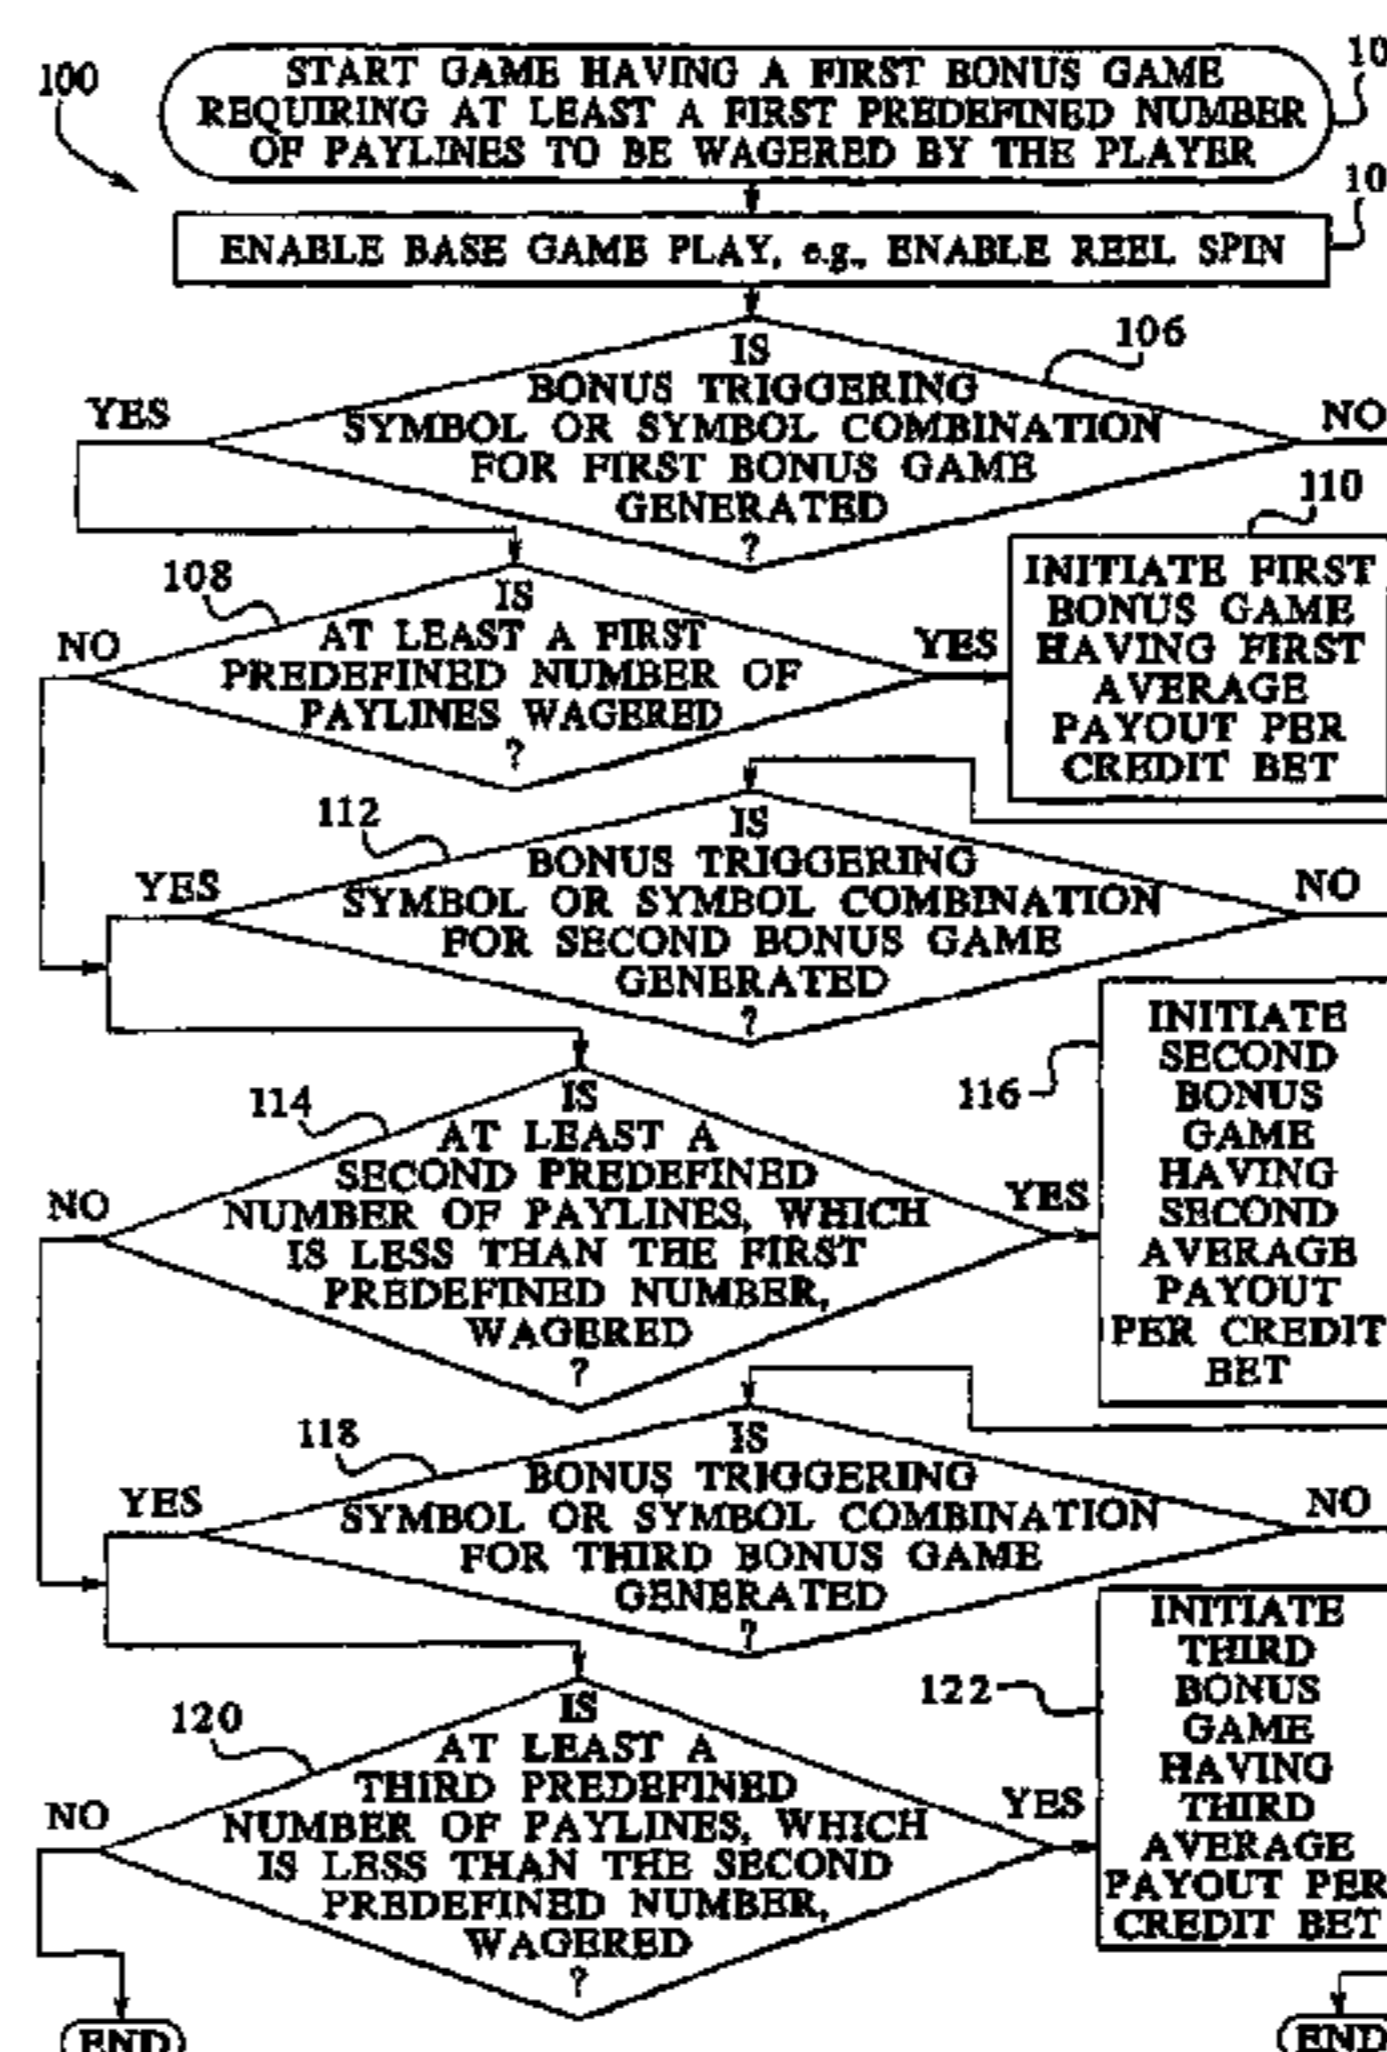 100
START GAME HAVING A FIRST BONUS GAME
REQUIRING AT LEAST A FIRST PREDEFINED NUMBER
OF PAYLINES TO BE WAGERED BY THE PLAYER
10
ENABLE BASE GAME PLAY, e.g., ENABLE REEL SPIN
10
106
IS
BONUS TRIGGERING
SYMBOL OR SYMBOL COMBINATION
FOR FIRST BONUS GAME
GENERATED
?
YES
NO
108
IS
AT LEAST A FIRST
PREDEFINED NUMBER OF
PAYLINES WAGERED
?
NO
YES
110
INITIATE FIRST
BONUS GAME
HAVING FIRST
AVERAGE
PAYOUT PER
CREDIT BET
112
IS
BONUS TRIGGERING
SYMBOL OR SYMBOL COMBINATION
FOR SECOND BONUS GAME
GENERATED
?
YES
NO
114
IS
AT LEAST A
SECOND PREDEFINED
NUMBER OF PAYLINES, WHICH
IS LESS THAN THE FIRST
PREDEFINED NUMBER,
WAGERED
?
NO
YES
116
INITIATE
SECOND
BONUS
GAME
HAVING
SECOND
AVERAGE
PAYOUT
PER CREDIT
BET
118
IS
BONUS TRIGGERING
SYMBOL OR SYMBOL COMBINATION
FOR THIRD BONUS GAME
GENERATED
?
YES
NO
120
IS
AT LEAST A
THIRD PREDEFINED
NUMBER OF PAYLINES, WHICH
IS LESS THAN THE SECOND
PREDEFINED NUMBER,
WAGERED
?
NO
YES
122
INITIATE
THIRD
BONUS
GAME
HAVING
THIRD
AVERAGE
PAYOUT PER
CREDIT BET
END
END